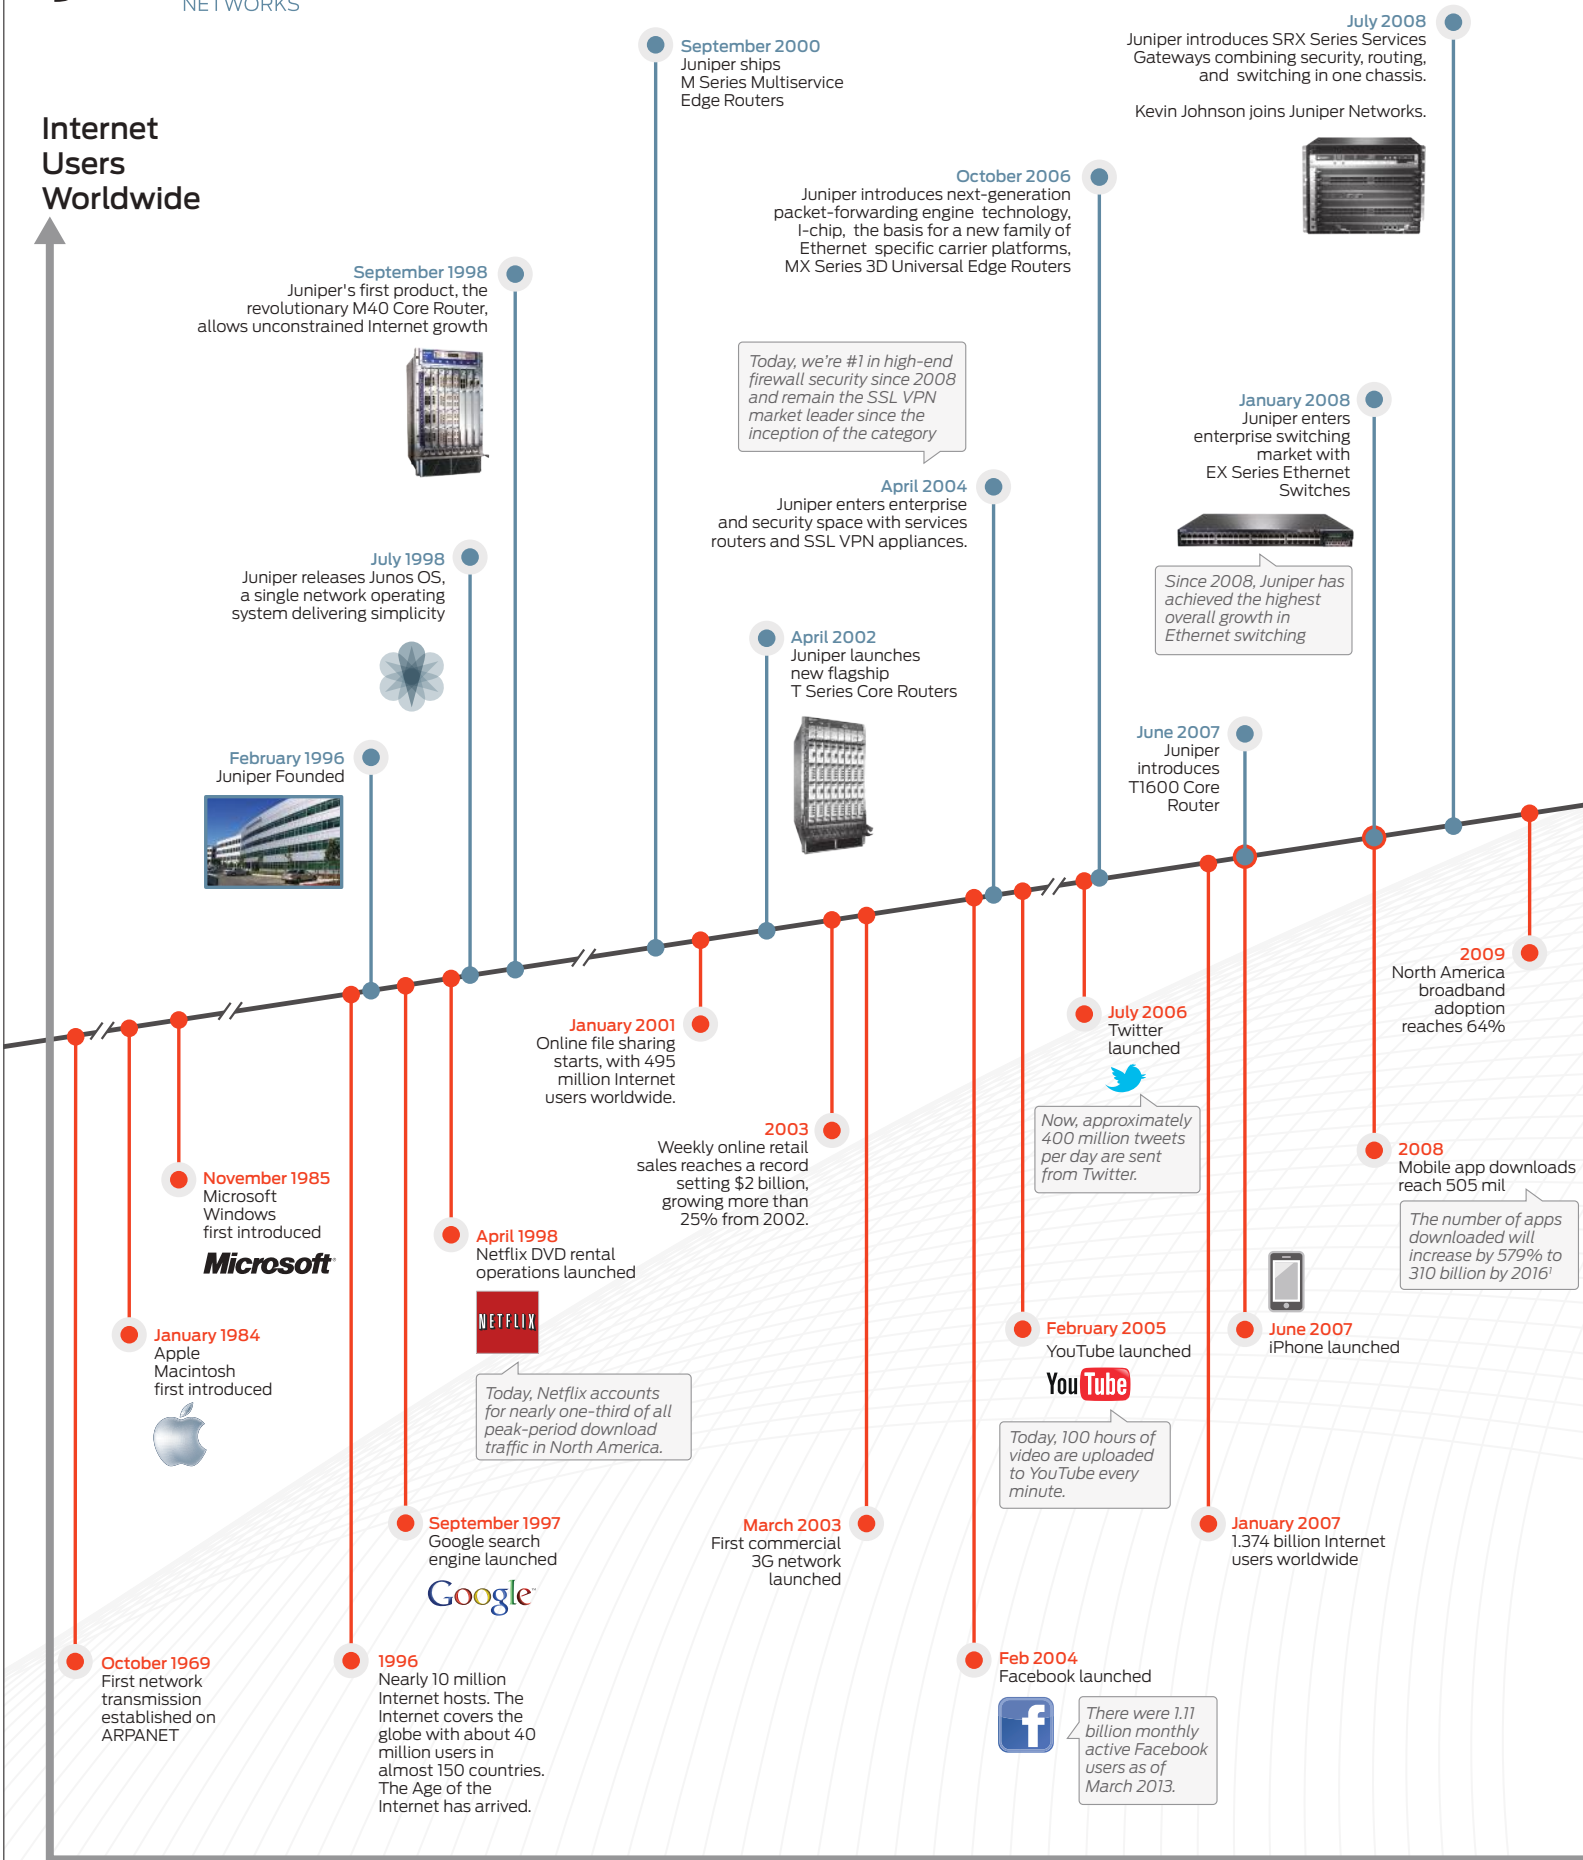 NETWORKS
Internet
Users
Worldwide
September 2000
Juniper ships
M Series Multiservice
Edge Routers
July 2008
Juniper introduces SRX Series Services
Gateways combining security, routing,
and switching in one chassis.
Kevin Johnson joins Juniper Networks.
October 2006
Juniper introduces next-generation
packet-forwarding engine technology,
I-chip, the basis for a new family of
Ethernet specific carrier platforms,
MX Series 3D Universal Edge Routers
September 1998
Juniper's first product, the
revolutionary M40 Core Router,
allows unconstrained Internet growth
Today, we're #1 in high-end
firewall security since 2008
and remain the SSL VPN
market leader since the
inception of the category
April 2004
Juniper enters enterprise
and security space with services
routers and SSL VPN appliances.
January 2008
Juniper enters
enterprise switching
market with
EX Series Ethernet
Switches
Since 2008, Juniper has
achieved the highest
overall growth in
Ethernet switching
July 1998
Juniper releases Junos OS,
a single network operating
system delivering simplicity
April 2002
Juniper launches
new flagship
T Series Core Routers
February 1996
Juniper Founded
June 2007
Juniper
introduces
T1600 Core
Router
2009
North America
broadband
adoption
reaches 64%
January 2001
Online file sharing
starts, with 495
million Internet
users worldwide.
July 2006
Twitter
launched
Now, approximately
400 million tweets
per day are sent
from Twitter.
2003
Weekly online retail
sales reaches a record
setting $2 billion,
growing more than
25% from 2002.
2008
Mobile app downloads
reach 505 mil
The number of apps
downloaded will
increase by 579% to
310 billion by 2016¹
November 1985
Microsoft
Windows
first introduced
Microsoft
April 1998
Netflix DVD rental
operations launched
NETFLIX
Today, Netflix accounts
for nearly one-third of all
peak-period download
traffic in North America.
January 1984
Apple
Macintosh
first introduced
February 2005
YouTube launched
You Tube
Today, 100 hours of
video are uploaded
to YouTube every
minute.
June 2007
iPhone launched
September 1997
Google search
engine launched
Google™
March 2003
First commercial
3G network
launched
January 2007
1.374 billion Internet
users worldwide
October 1969
First network
transmission
established on
ARPANET
1996
Nearly 10 million
Internet hosts. The
Internet covers the
globe with about 40
million users in
almost 150 countries.
The Age of the
Internet has arrived.
Feb 2004
Facebook launched
f
There were 1.11
billion monthly
active Facebook
users as of
March 2013.